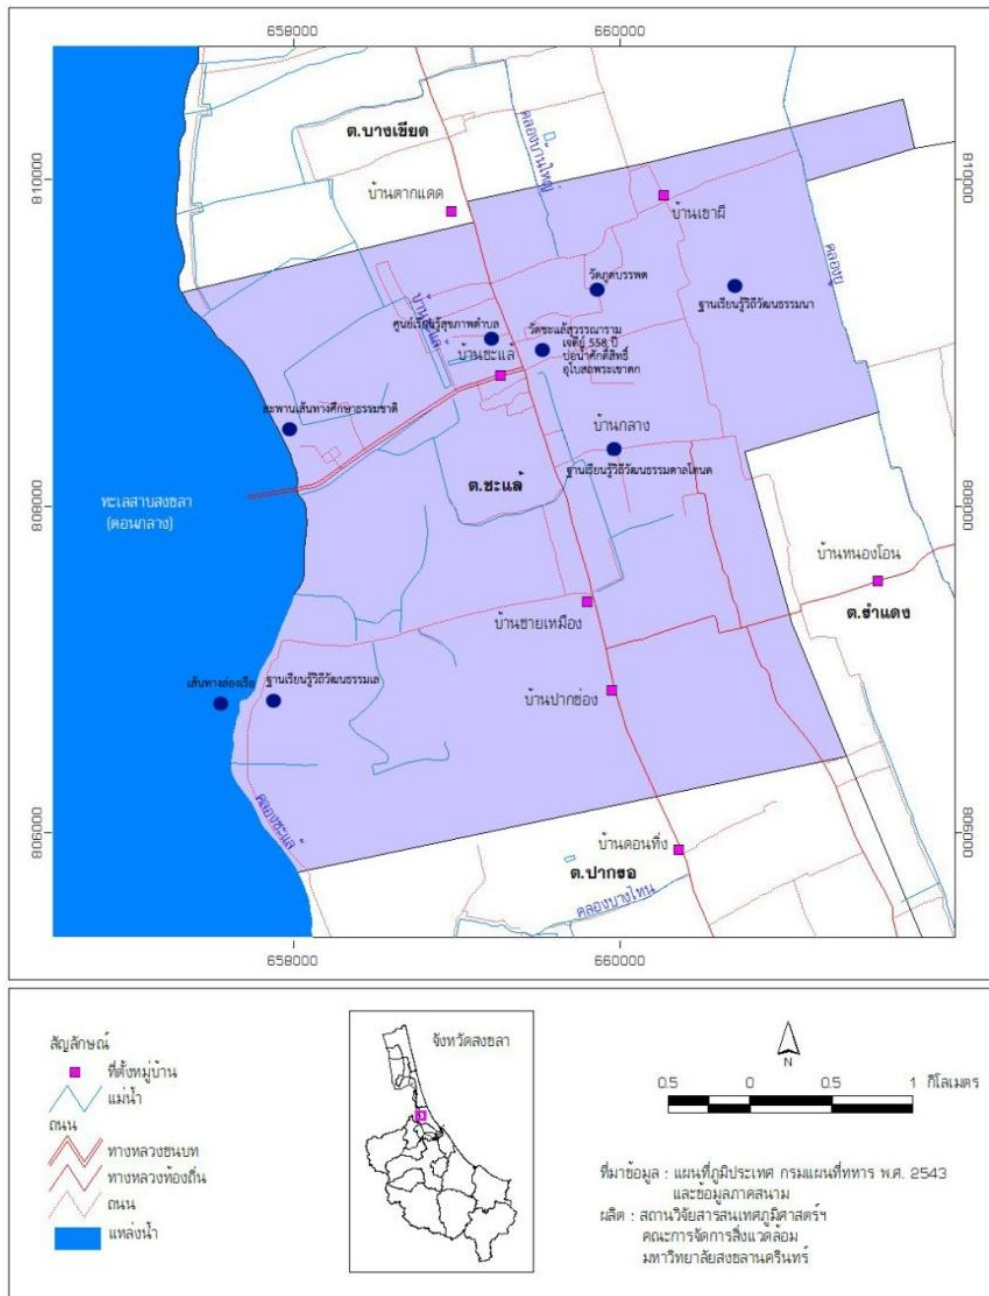 658000
660000
ต.บางเขียด
คลองบ้านใหญ่
810000
810000
บ้านตากแดด
บ้านเขาผี
คลองยู
วัดภูตบรรพต
ฐานเรียนรู้วิถีวัฒนธรรมนา
บ้านชะแล้
ศูนย์เรียนรู้สุขภาพตำบล
วัดชะแล้สุวรรณาราม
เจดีย์ 558 ปี
บ่อน้ำศักดิ์สิทธิ์
อุโบสถพระเขาตก
บ้านชะแล้
สะพานเส้นทางศึกษาธรรมชาติ
บ้านกลาง
ฐานเรียนรู้วิถีวัฒนธรรมตาลโตนด
ต.ชะแล้
ทะเลสาบสงขลา
(ตอนกลาง)
808000
808000
บ้านหนองโอน
ต.รำแดง
บ้านชายเหมือง
เส้นทางล่องเรือ
ฐานเรียนรู้วิถีวัฒนธรรมเล
บ้านปากช่อง
คลองชะแล้
806000
806000
บ้านดอนทิ้ง
ต.ปากรอ
คลองบางโหน
658000
660000
สัญลักษณ์
ที่ตั้งหมู่บ้าน
แม่น้ำ
ถนน
ทางหลวงชนบท
ทางหลวงท้องถิ่น
ถนน
แหล่งน้ำ
จังหวัดสงขลา
N
0.5 0 0.5 1 กิโลเมตร
ที่มาข้อมูล : แผนที่ภูมิประเทศ กรมแผนที่ทหาร พ.ศ. 2543
และข้อมูลภาคสนาม
ผลิต : สถานวิจัยสารสนเทศภูมิศาสตร์ฯ
คณะการจัดการสิ่งแวดล้อม
มหาวิทยาลัยสงขลานครินทร์